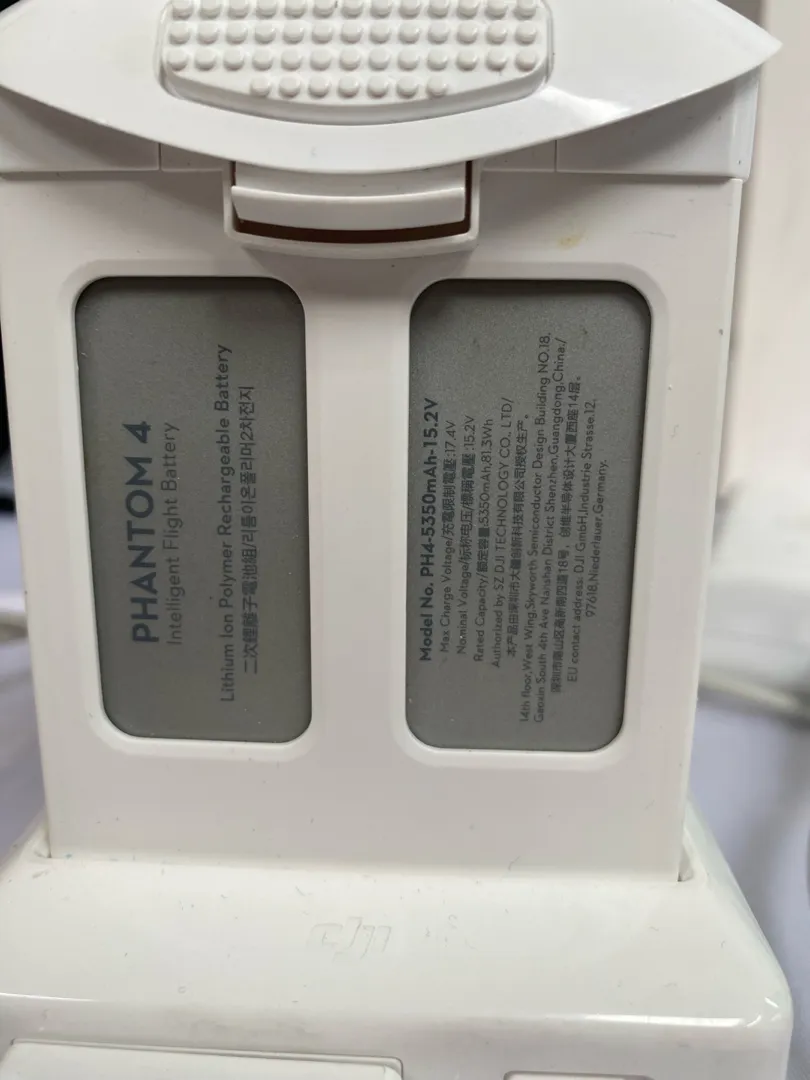 PHANTOM 4
Intelligent Flight Battery
Lithium Ion Polymer Rechargeable Battery
二次鋰離子電池組/리튬이온폴리머2차전지
Model No. PH4-5350mAh-15.2V
Max Charge Voltage/充電限制電壓:17.4V
Nominal Voltage/标称电压/標稱電壓:15.2V
Rated Capacity/额定容量:5350mAh,81.3Wh
Authorized by SZ DJI TECHNOLOGY CO., LTD/
本产品由深圳市大疆创新科技有限公司授权生产。
14th floor,West Wing,Skyworth Semiconductor Design Building NO.18,
Gaoxin South 4th Ave Nanshan District Shenzhen,Guangdong,China./
深圳市南山区高新南四道18号，创维半导体设计大厦西座14层。
EU contact address: DJI GmbH,Industrie Strasse.12,
97618,Niederlauer,Germany.